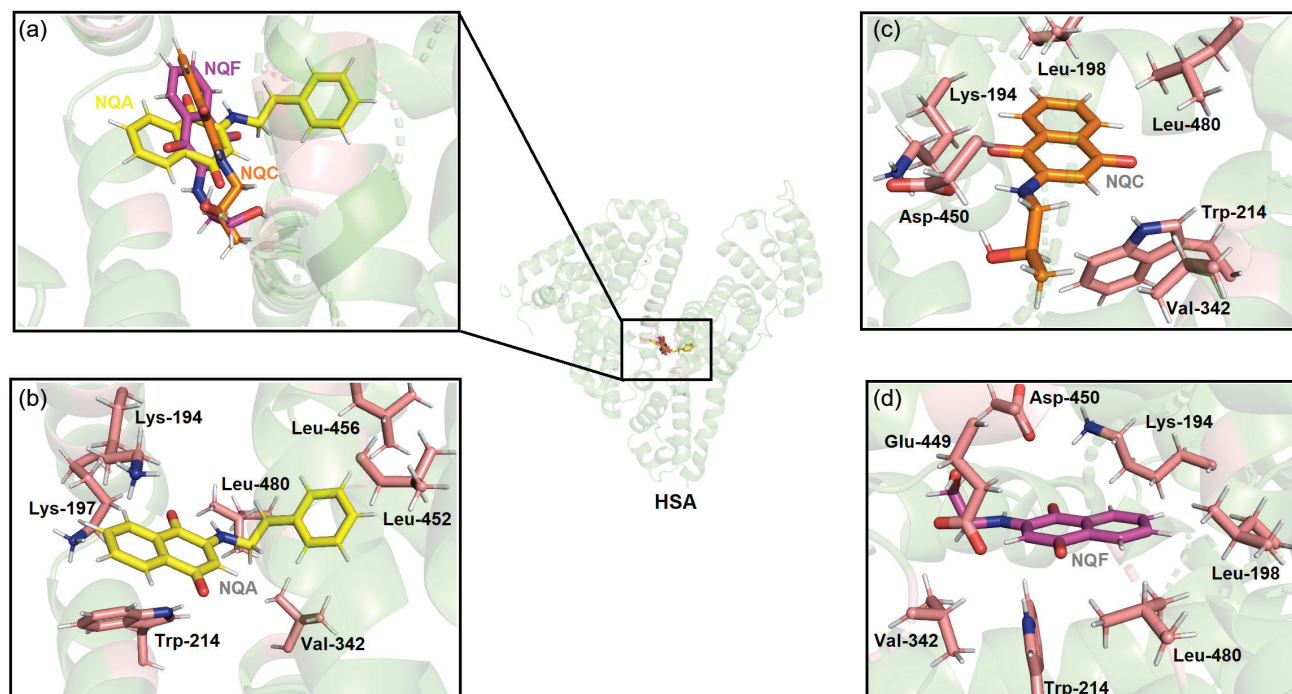 (a)
NQF
NQA
NQC
(b)
Lys-194
Leu-456
Leu-480
Lys-197
Leu-452
NQA
Trp-214
Val-342
HSA
(c)
Leu-198
Lys-194
Leu-480
NQC
Asp-450
Trp-214
Val-342
(d)
Asp-450
Glu-449
Lys-194
NQF
Leu-198
Val-342
Leu-480
Trp-214